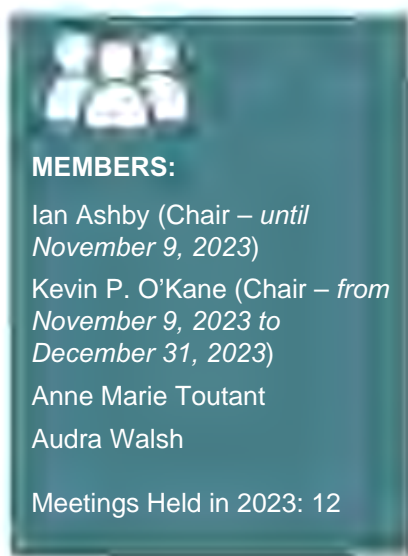 MEMBERS:
Ian Ashby (Chair – until
November 9, 2023)
Kevin P. O’Kane (Chair – from
November 9, 2023 to
December 31, 2023)
Anne Marie Toutant
Audra Walsh
Meetings Held in 2023: 12